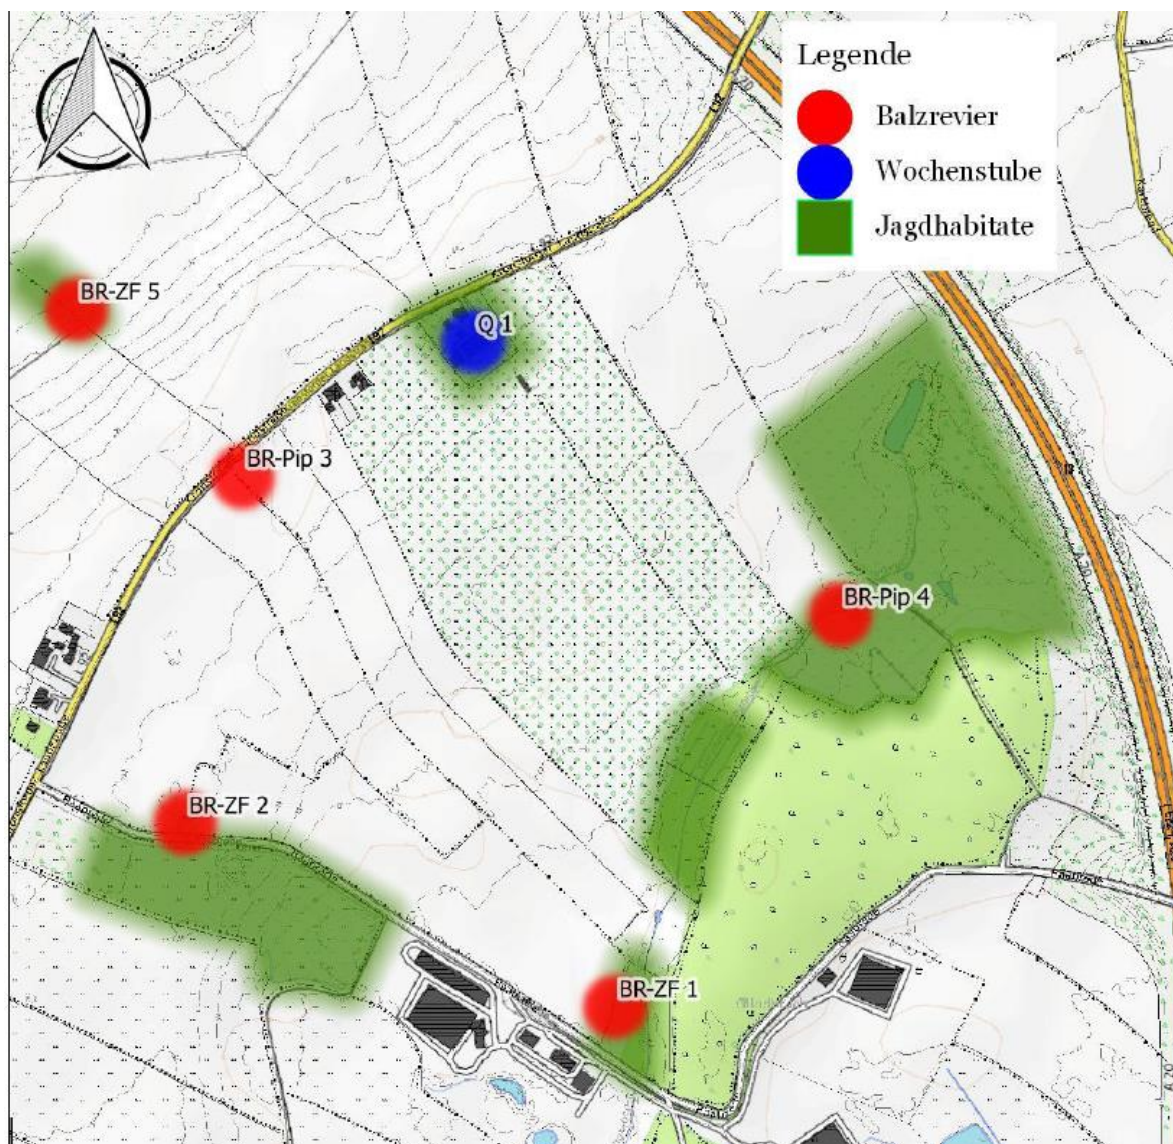 Legende
Balzrevier
Wochenstube
Jagdhabitate
BR-ZF 5
Q 1
BR-Pip 3
BR-Pip 4
BR-ZF 2
BR-ZF 1